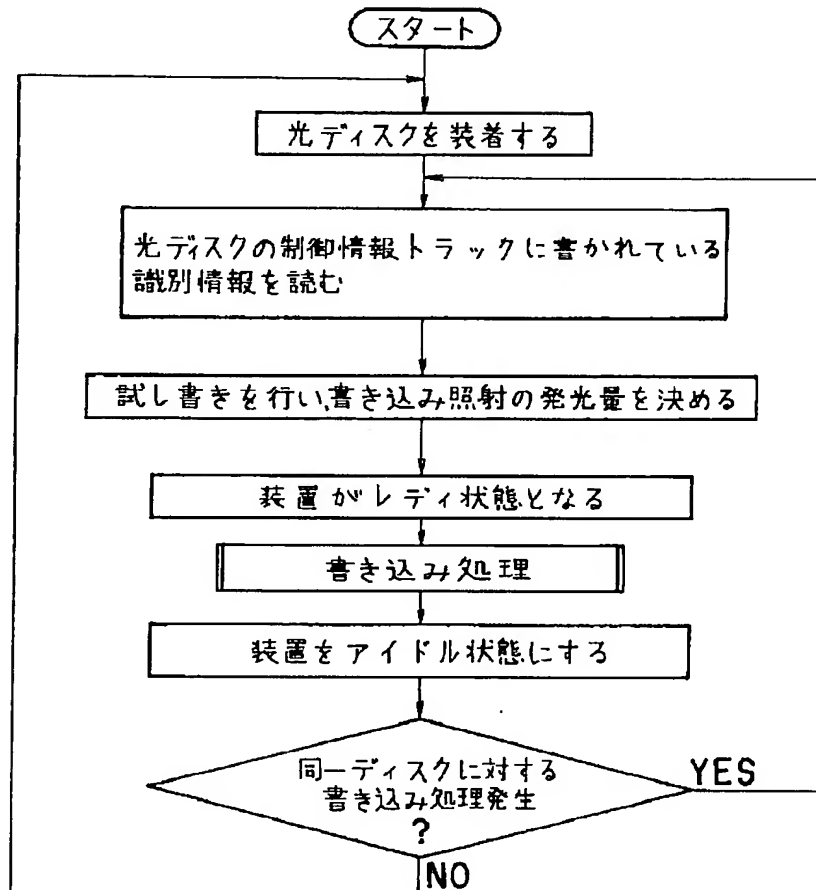 スタート
光ディスクを装着する
光ディスクの制御情報トラックに書かれている
識別情報を読む
試し書きを行い、書き込み照射の発光量を決める
装置がレディ状態となる
書き込み処理
装置をアイドル状態にする
同一ディスクに対する
書き込み処理発生
?
YES
NO